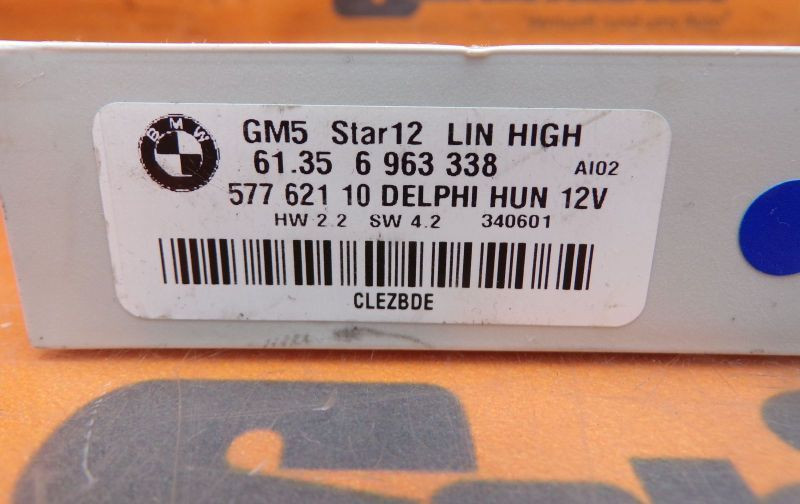 BMW
GM5 Star12 LIN HIGH
61.35 6 963 338 AI02
577 621 10 DELPHI HUN 12V
HW 2.2 SW 4.2 340601
CLEZBDE